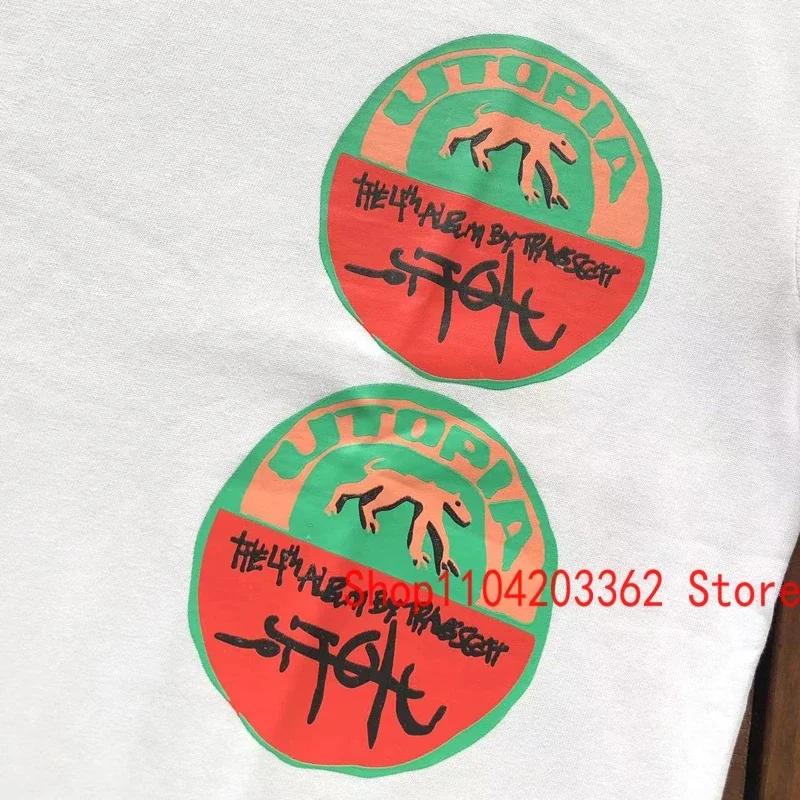 UTOPIA
THE 4th ALBUM BY TRAVIS SCOTT
UTOPIA
THE 4th ALBUM BY TRAVIS SCOTT
Shop1104203362 Store